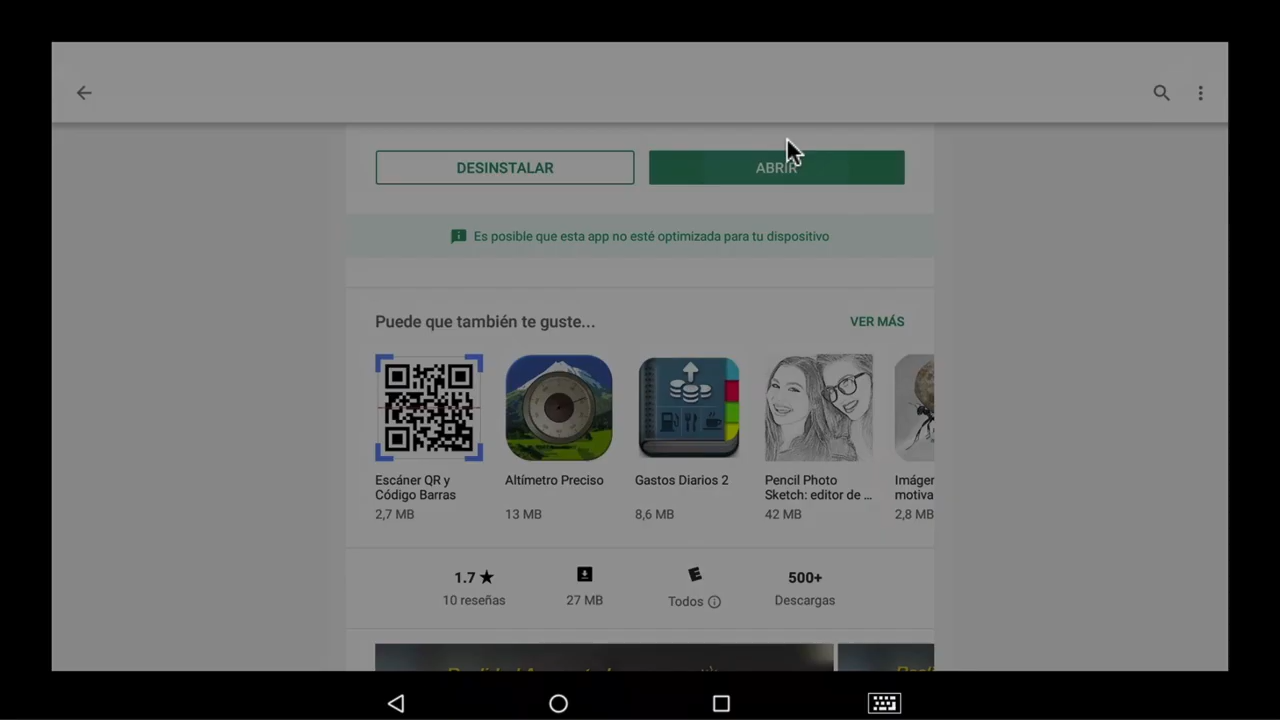 DESINSTALAR
ABRIR
Es posible que esta app no esté optimizada para tu dispositivo
Puede que también te guste...
VER MÁS
Escáner QR y
Código Barras
2,7 MB
Altímetro Preciso
13 MB
Gastos Diarios 2
8,6 MB
Pencil Photo
Sketch: editor de ...
42 MB
Imáger
motiva
2,8 MB
1.7 ★
10 reseñas
27 MB
Todos
500+
Descargas